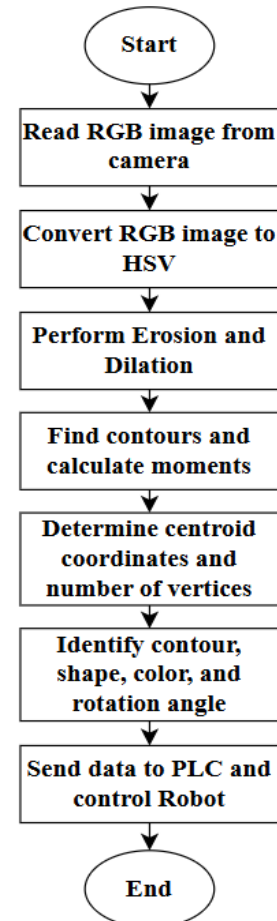 Start
Read RGB image from
camera
Convert RGB image to
HSV
Perform Erosion and
Dilation
Find contours and
calculate moments
Determine centroid
coordinates and
number of vertices
Identify contour,
shape, color, and
rotation angle
Send data to PLC and
control Robot
End